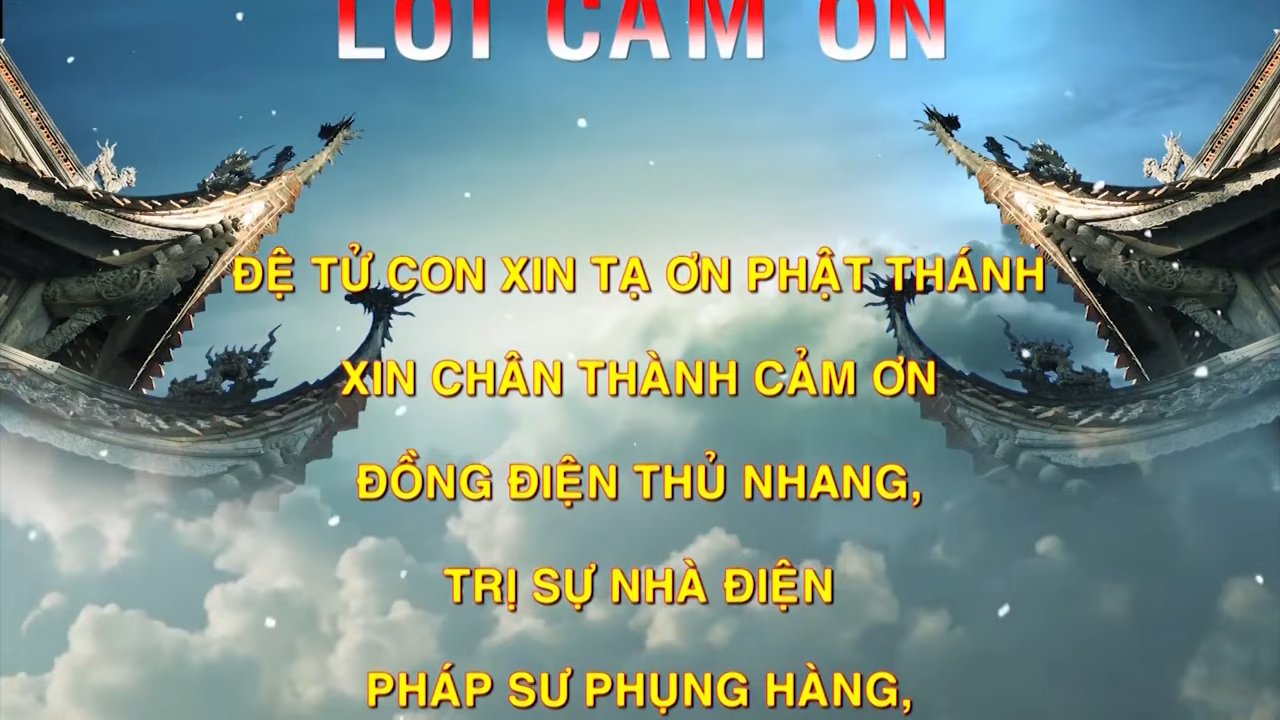 LỜI CẢM ƠN
ĐỆ TỬ CON XIN TẠ ƠN PHẬT THÁNH
XIN CHÂN THÀNH CẢM ƠN
ĐỒNG ĐIỆN THỦ NHANG,
TRỊ SỰ NHÀ ĐIỆN
PHÁP SƯ PHỤNG HÀNG,